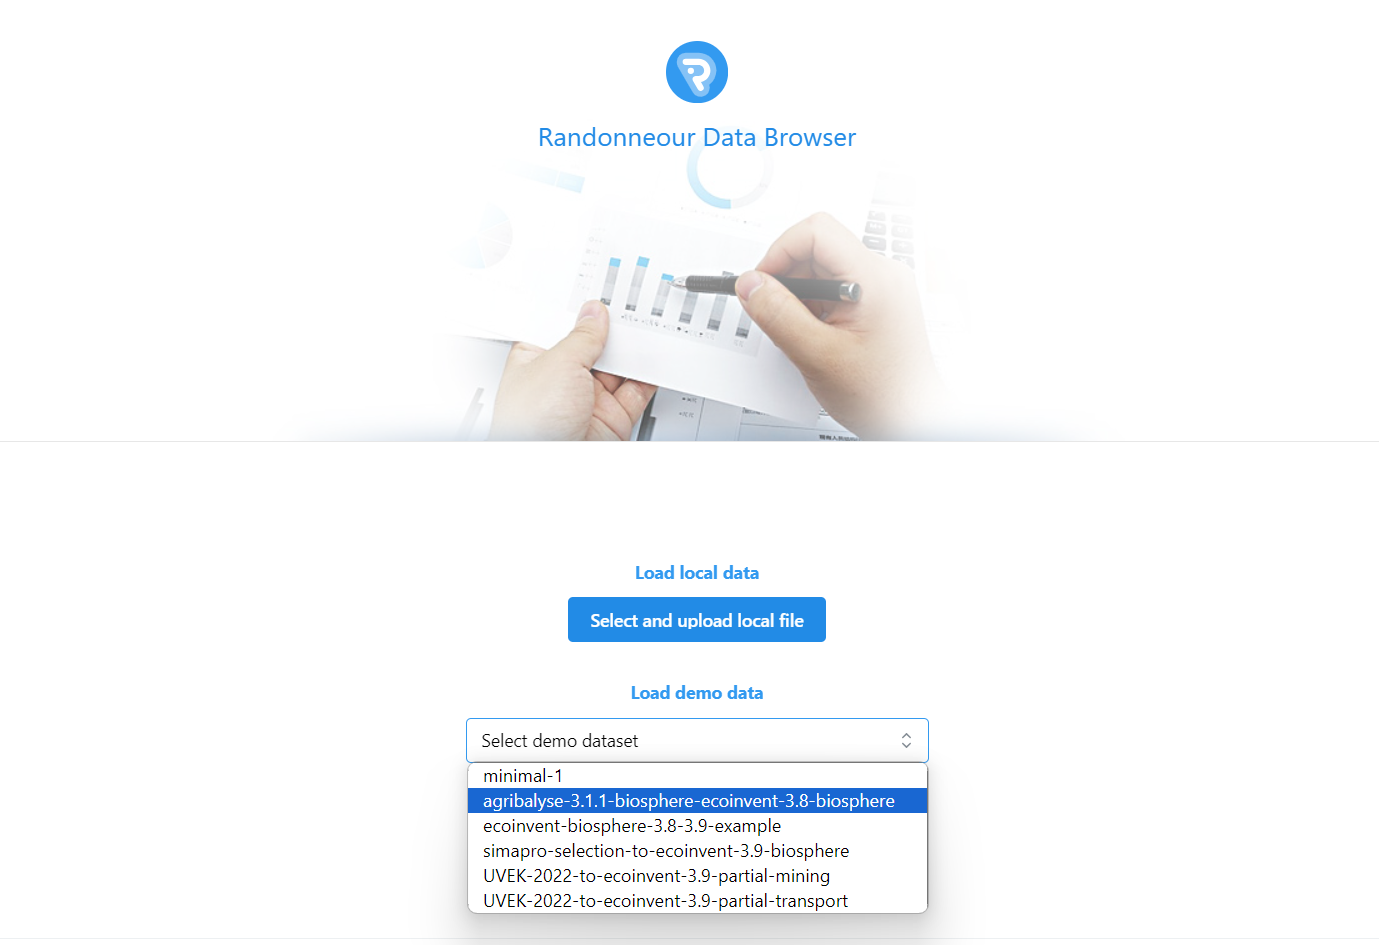 Randonneour Data Browser
Load local data
Select and upload local file
Load demo data
Select demo dataset
minimal-1
agribalyse-3.1.1-biosphere-ecoinvent-3.8-biosphere
ecoinvent-biosphere-3.8-3.9-example
simapro-selection-to-ecoinvent-3.9-biosphere
UVEK-2022-to-ecoinvent-3.9-partial-mining
UVEK-2022-to-ecoinvent-3.9-partial-transport